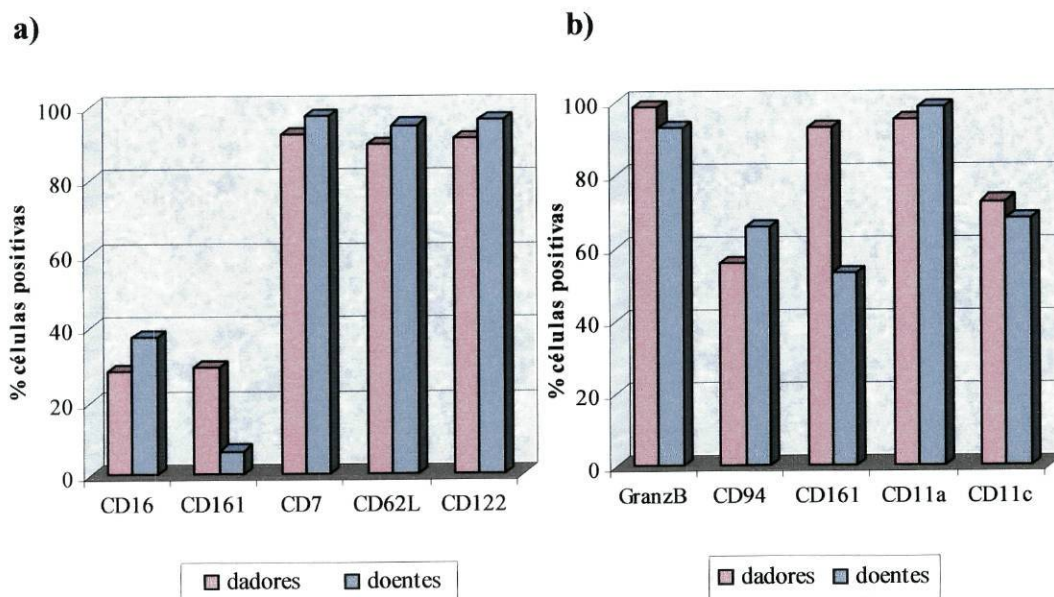 a)
% células positivas
100
80
60
40
20
0
CD16 CD161 CD7 CD62L CD122
dadores doentes
b)
% células positivas
100
80
60
40
20
0
GranzB CD94 CD161 CD11a CD11c
dadores doentes